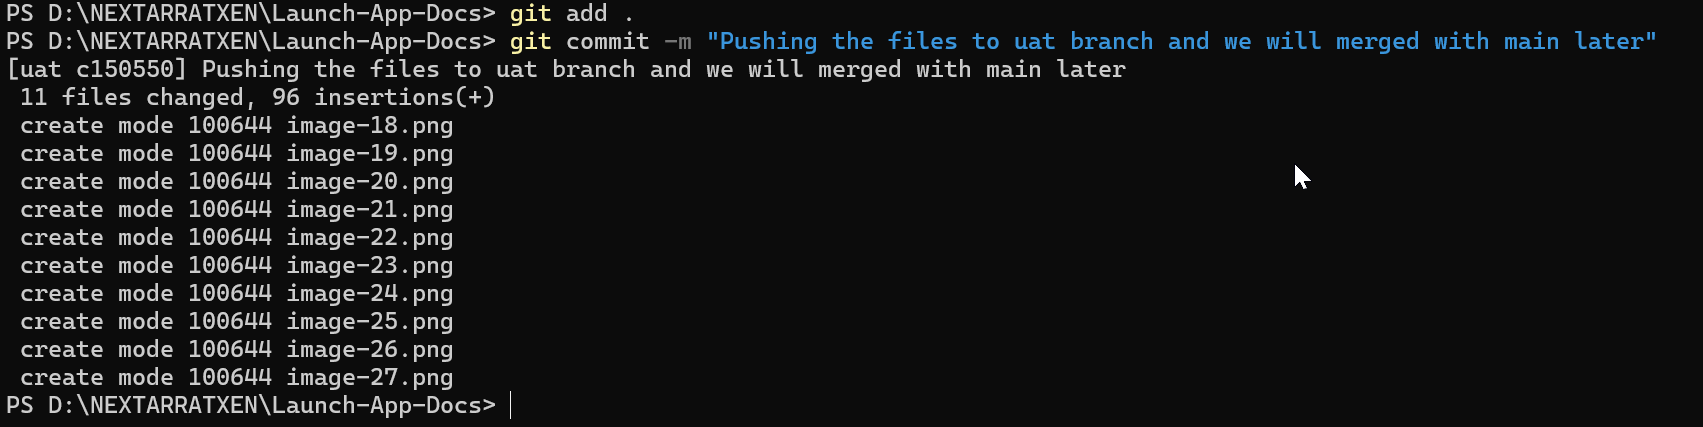 PS D:\NEXTARRATXEN\Launch-App-Docs> git add .
PS D:\NEXTARRATXEN\Launch-App-Docs> git commit -m "Pushing the files to uat branch and we will merged with main later"
[uat c150550] Pushing the files to uat branch and we will merged with main later
 11 files changed, 96 insertions(+)
 create mode 100644 image-18.png
 create mode 100644 image-19.png
 create mode 100644 image-20.png
 create mode 100644 image-21.png
 create mode 100644 image-22.png
 create mode 100644 image-23.png
 create mode 100644 image-24.png
 create mode 100644 image-25.png
 create mode 100644 image-26.png
 create mode 100644 image-27.png
PS D:\NEXTARRATXEN\Launch-App-Docs>